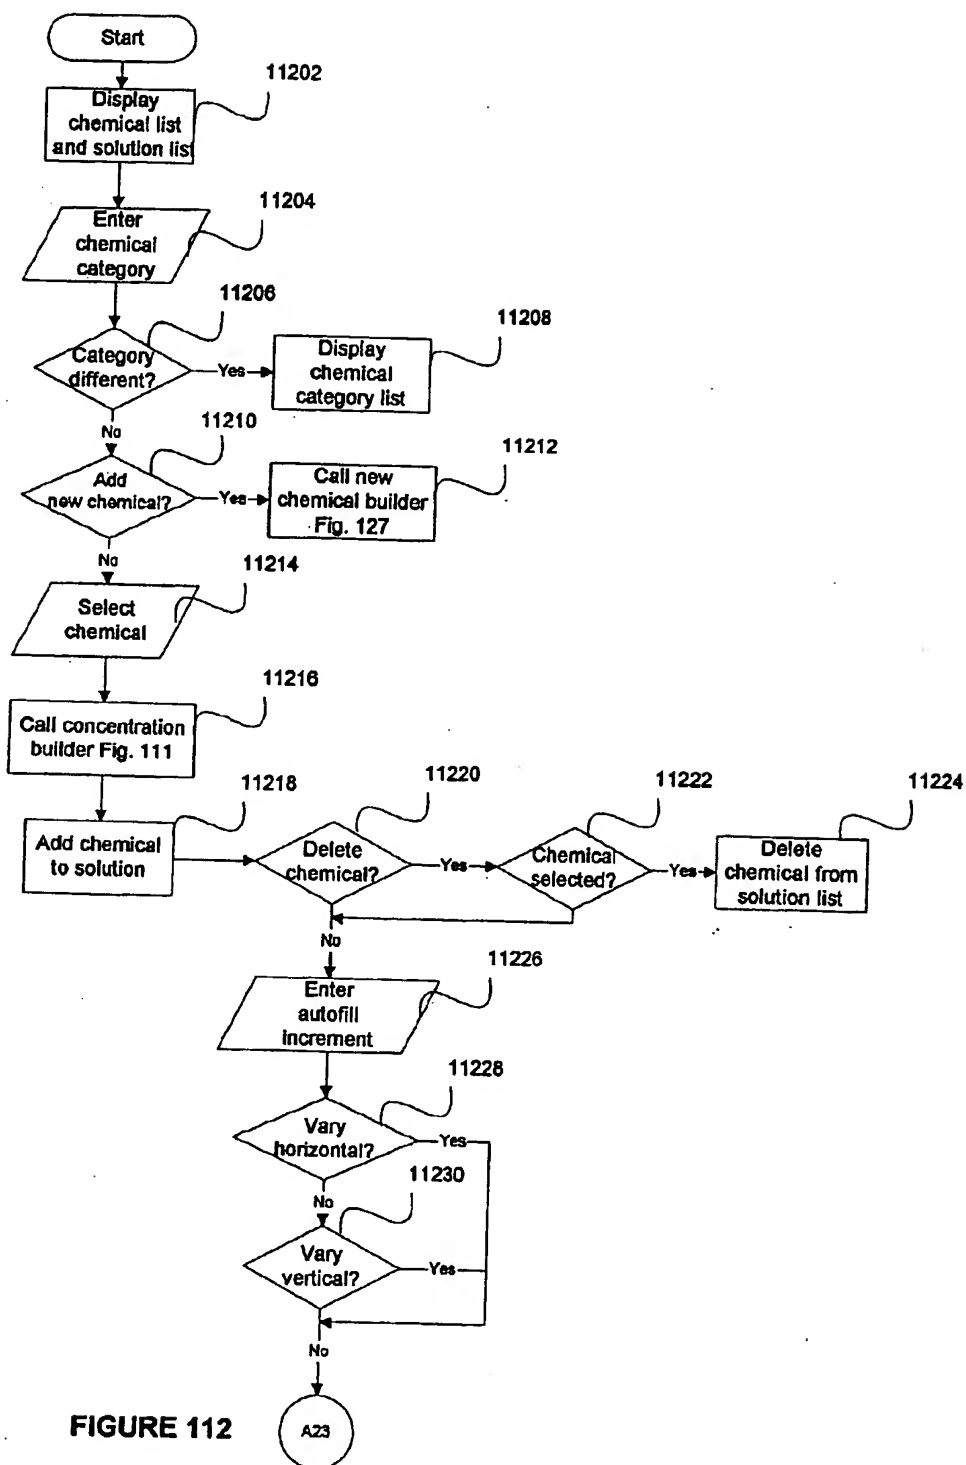 Start
11202
Display
chemical list
and solution list
11204
Enter
chemical
category
11206
Category
different?
Yes
11208
Display
chemical
category list
No
11210
Add
new chemical?
Yes
11212
Call new
chemical builder
Fig. 127
No
11214
Select
chemical
11216
Call concentration
builder Fig. 111
11218
Add chemical
to solution
11220
Delete
chemical?
Yes
11222
Chemical
selected?
Yes
11224
Delete
chemical from
solution list
No
11226
Enter
autofill
increment
11228
Vary
horizontal?
Yes
No
11230
Vary
vertical?
Yes
No
A23
FIGURE 112